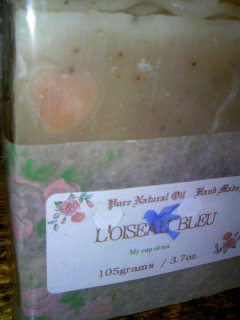 Pure Natural Oil Hand Made
L'OISEAU BLEU
My cup of tea
105grams / 3.7oz.